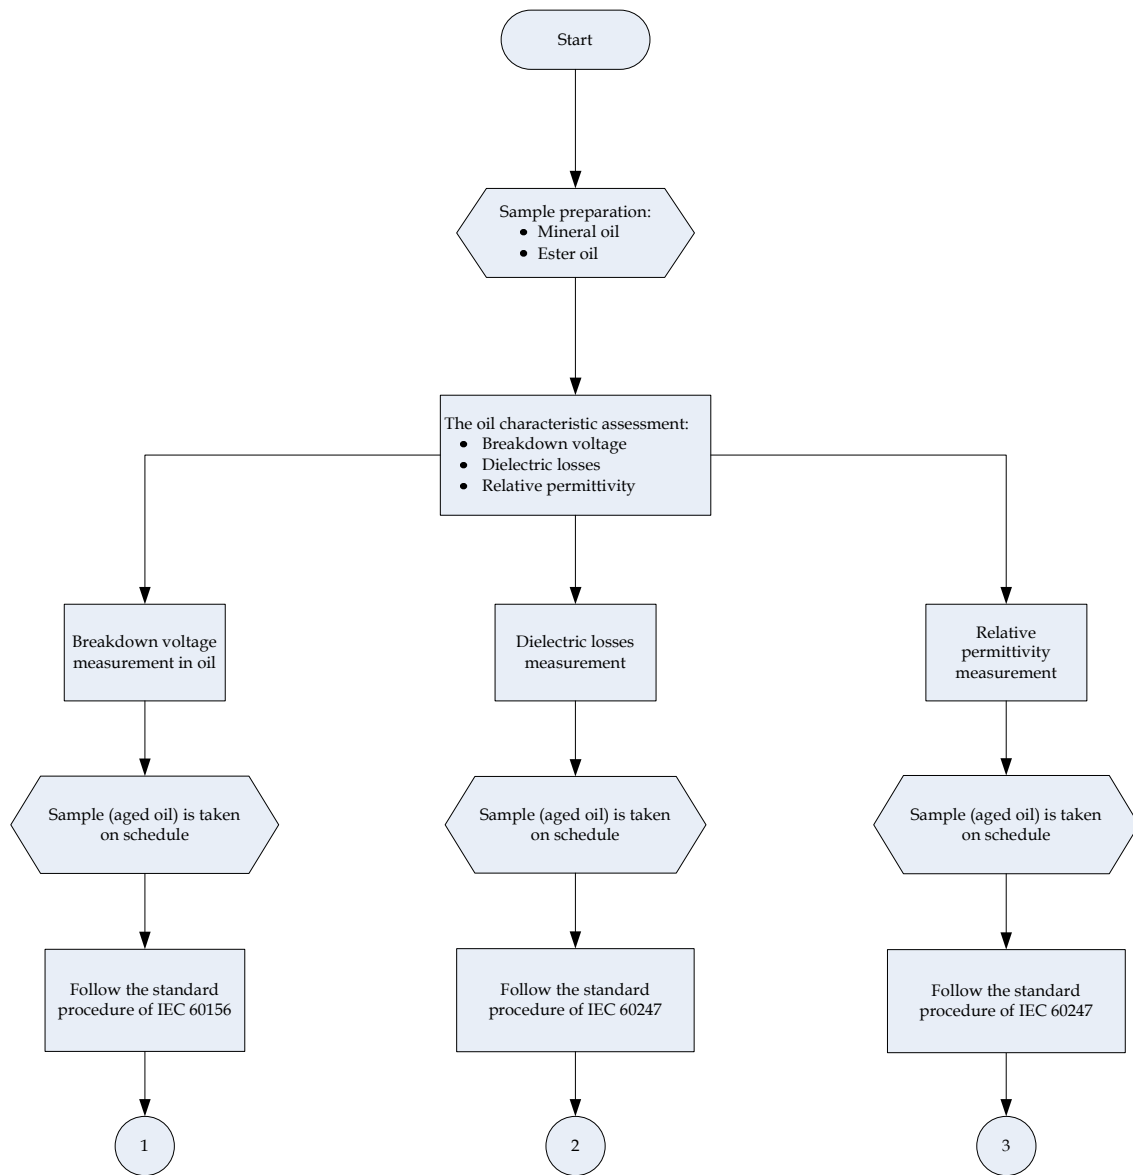 Start
Sample preparation:
• Mineral oil
• Ester oil
The oil characteristic assessment:
• Breakdown voltage
• Dielectric losses
• Relative permittivity
Breakdown voltage
measurement in oil
Dielectric losses
measurement
Relative
permittivity
measurement
Sample (aged oil) is taken
on schedule
Sample (aged oil) is taken
on schedule
Sample (aged oil) is taken
on schedule
Follow the standard
procedure of IEC 60156
Follow the standard
procedure of IEC 60247
Follow the standard
procedure of IEC 60247
1
2
3